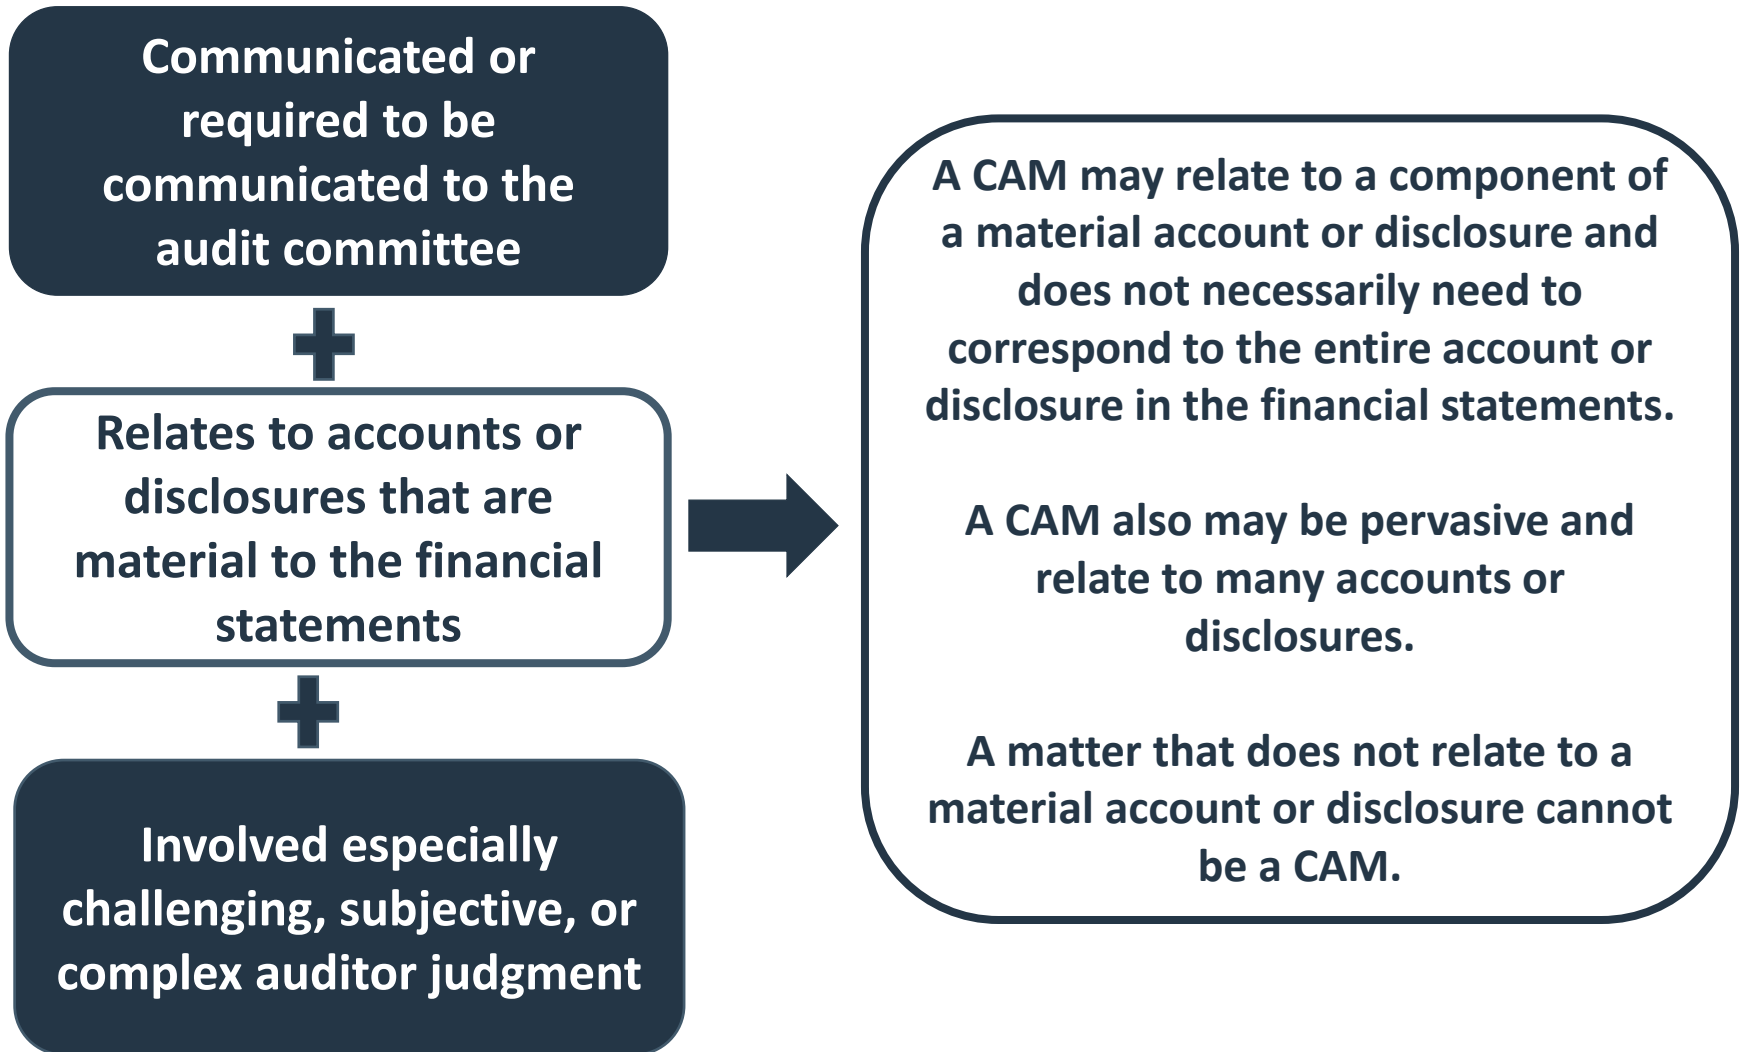 Communicated or
required to be
communicated to the
audit committee
Relates to accounts or
disclosures that are
material to the financial
statements
Involved especially
challenging, subjective, or
complex auditor judgment
A CAM may relate to a component of
a material account or disclosure and
does not necessarily need to
correspond to the entire account or
disclosure in the financial statements.
A CAM also may be pervasive and
relate to many accounts or
disclosures.
A matter that does not relate to a
material account or disclosure cannot
be a CAM.